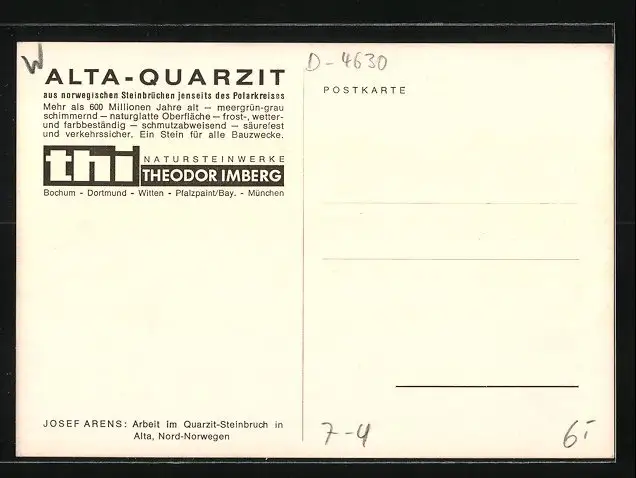 W
ALTA-QUARZIT
aus norwegischen Steinbrüchen jenseits des Polarkreises
Mehr als 600 Millionen Jahre alt — meergrün-grau
schimmernd — naturglatte Oberfläche — frost-, wetter-
und farbbeständig — schmutzabweisend — säurefest
und verkehrssicher. Ein Stein für alle Bauzwecke.
thi
NATURSTEINWERKE
THEODOR IMBERG
Bochum - Dortmund - Witten - Pfalzpaint/Bay. - München
JOSEF ARENS: Arbeit im Quarzit-Steinbruch in
Alta, Nord-Norwegen
D-4630
POSTKARTE
7-4
6,-